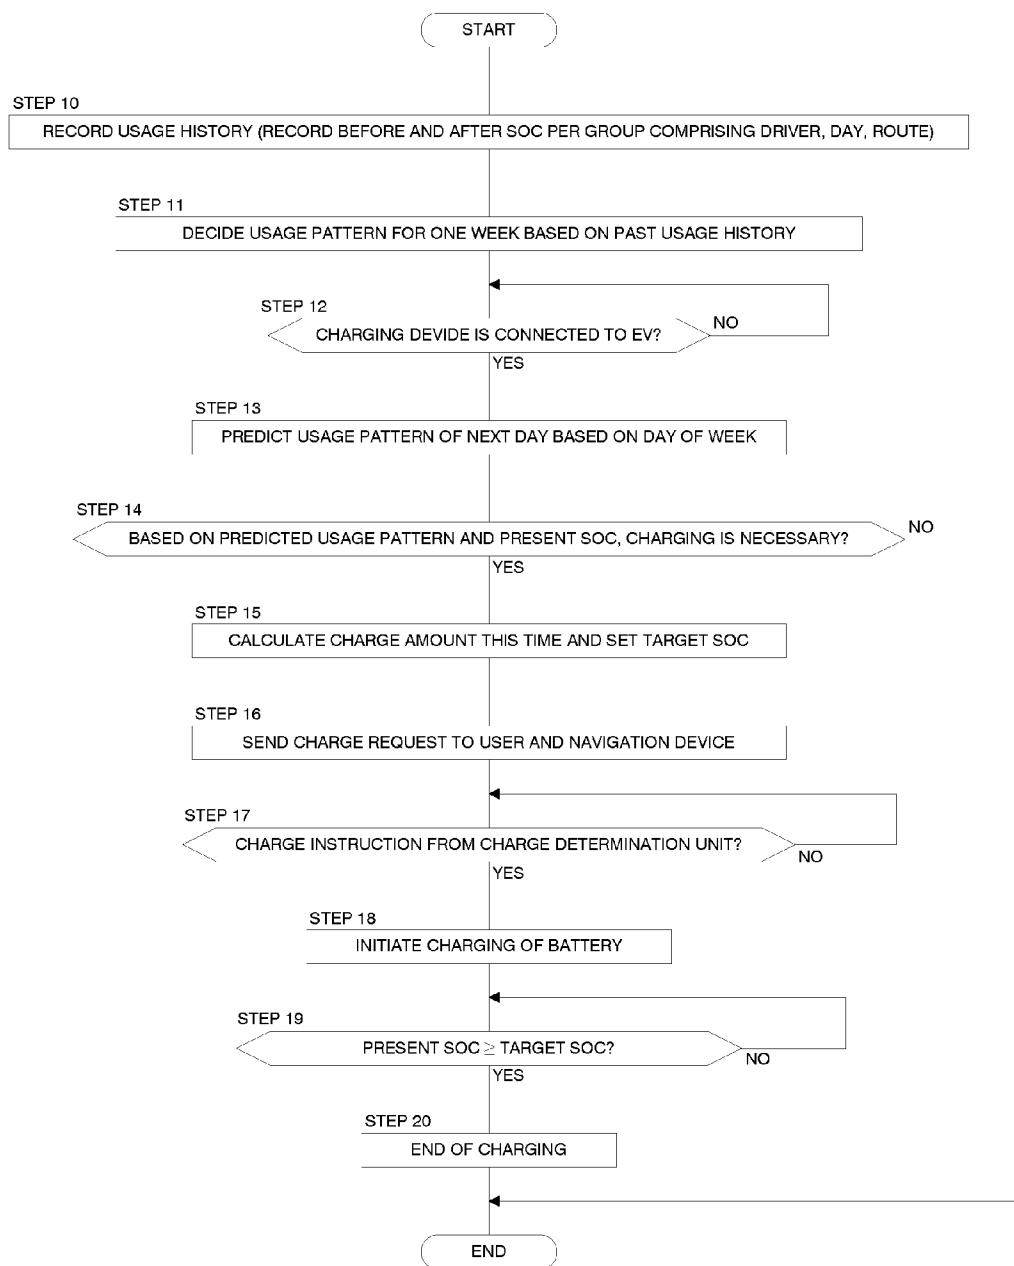 START
STEP 10
RECORD USAGE HISTORY (RECORD BEFORE AND AFTER SOC PER GROUP COMPRISING DRIVER, DAY, ROUTE)
STEP 11
DECIDE USAGE PATTERN FOR ONE WEEK BASED ON PAST USAGE HISTORY
STEP 12
CHARGING DEVIDE IS CONNECTED TO EV?
NO
YES
STEP 13
PREDICT USAGE PATTERN OF NEXT DAY BASED ON DAY OF WEEK
STEP 14
BASED ON PREDICTED USAGE PATTERN AND PRESENT SOC, CHARGING IS NECESSARY?
NO
YES
STEP 15
CALCULATE CHARGE AMOUNT THIS TIME AND SET TARGET SOC
STEP 16
SEND CHARGE REQUEST TO USER AND NAVIGATION DEVICE
STEP 17
CHARGE INSTRUCTION FROM CHARGE DETERMINATION UNIT?
NO
YES
STEP 18
INITIATE CHARGING OF BATTERY
STEP 19
PRESENT SOC ≥ TARGET SOC?
NO
YES
STEP 20
END OF CHARGING
END